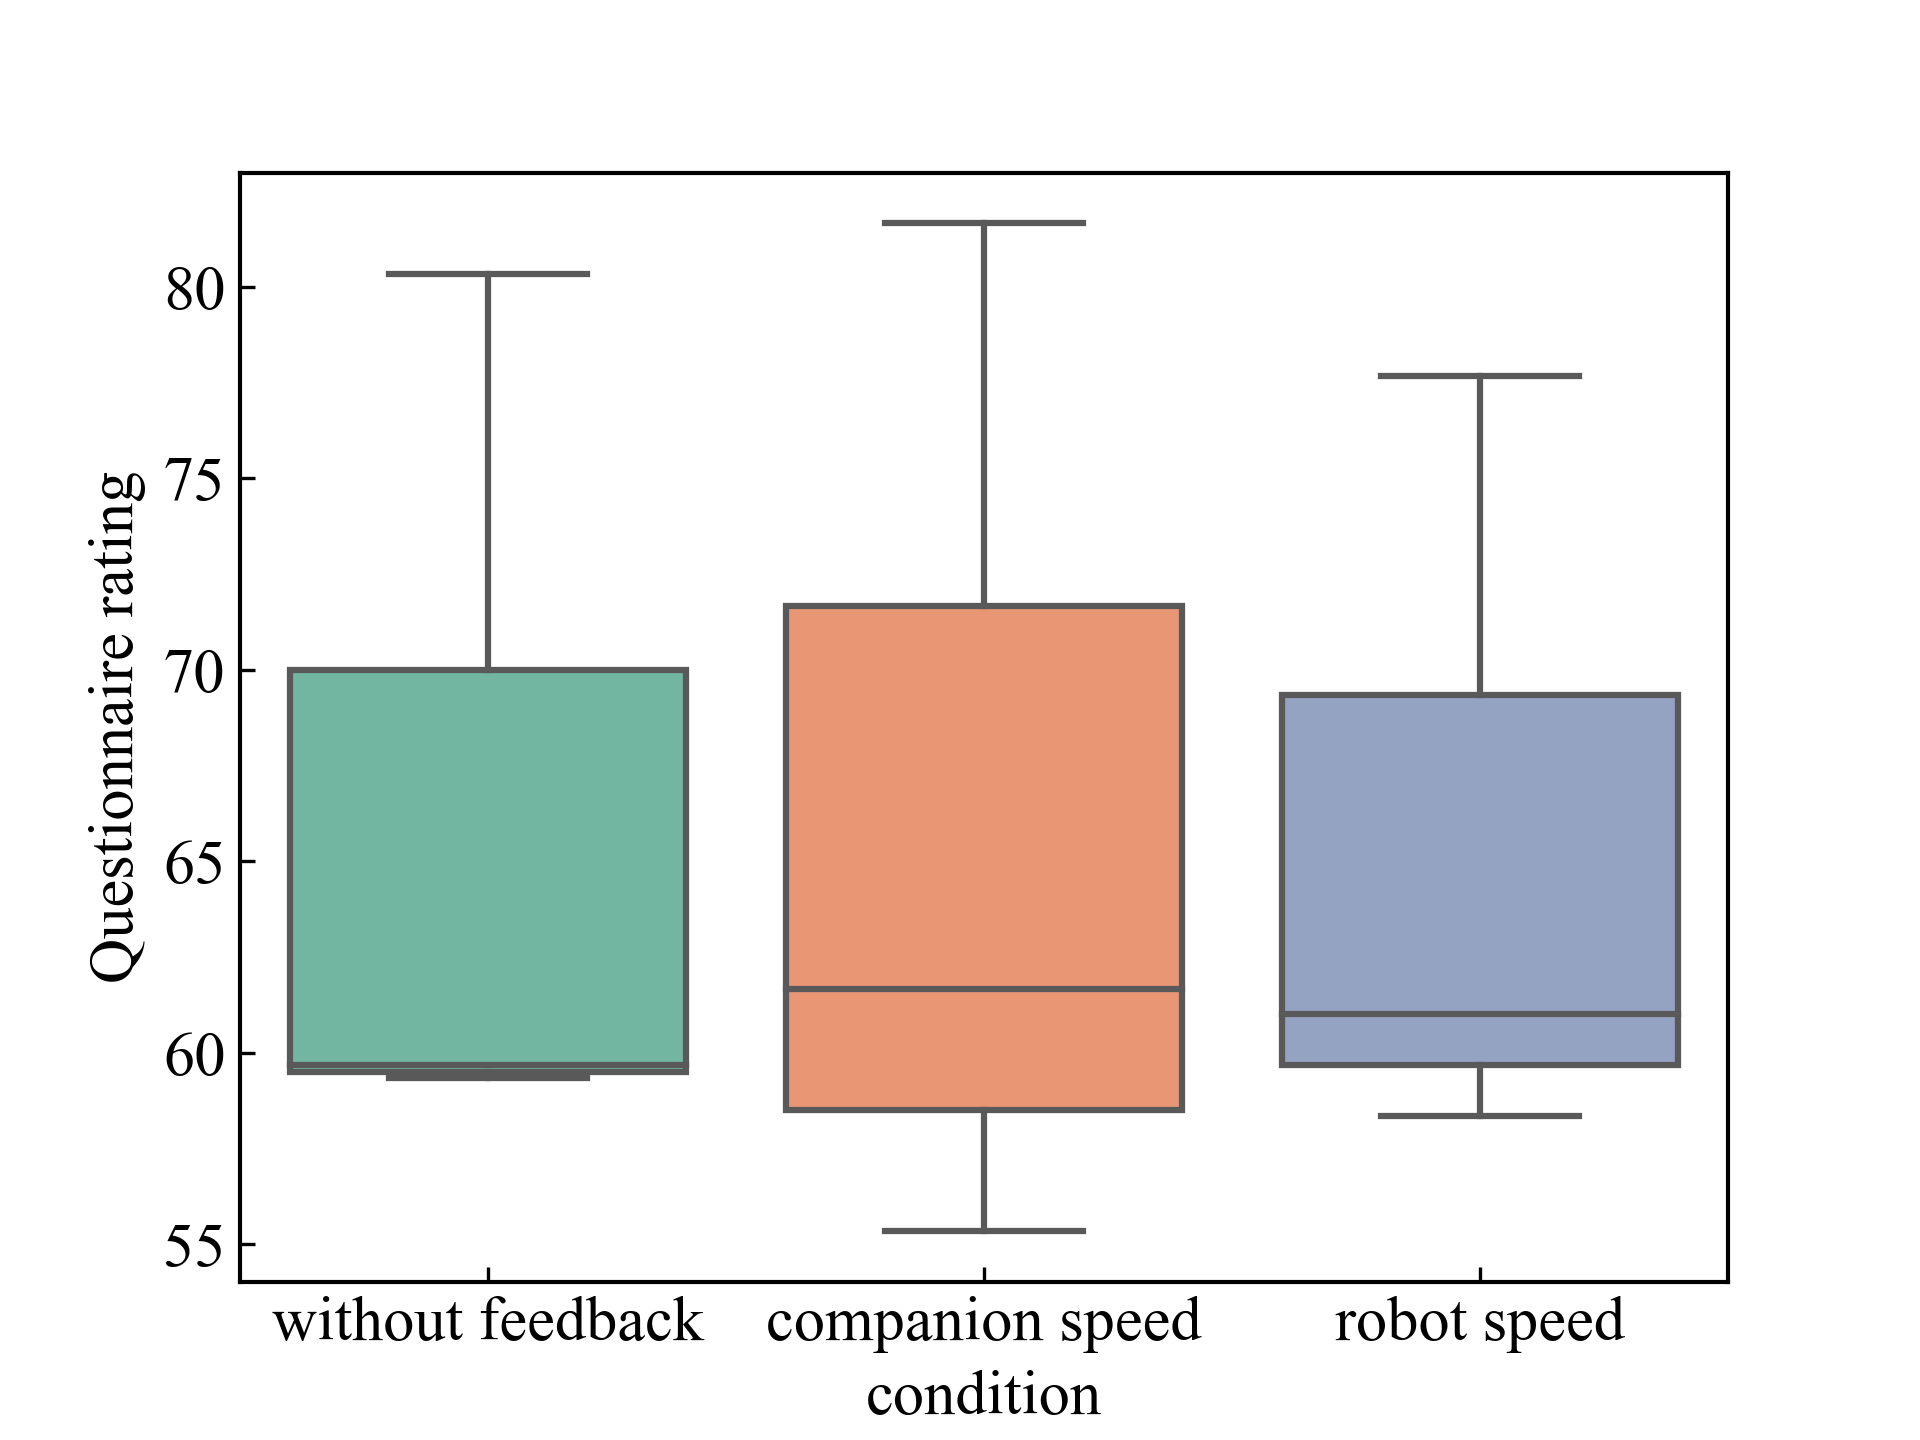 80
75
70
65
60
55
Questionnaire rating
without feedback companion speed robot speed
condition